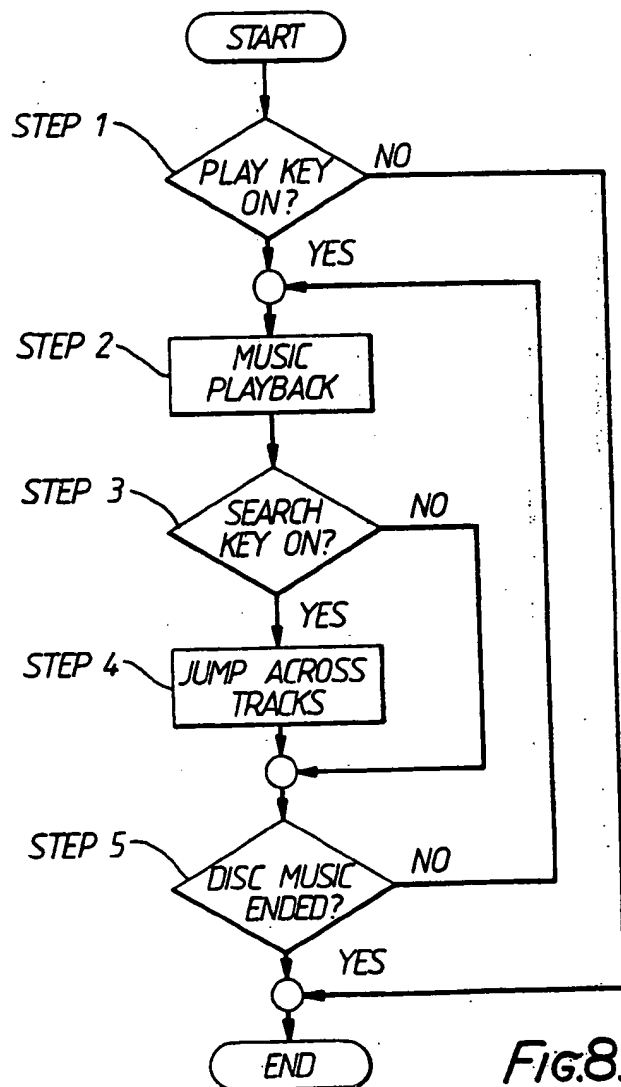 START
STEP 1
PLAY KEY
ON?
NO
YES
STEP 2
MUSIC
PLAYBACK
STEP 3
SEARCH
KEY ON?
NO
YES
STEP 4
JUMP ACROSS
TRACKS
STEP 5
DISC MUSIC
ENDED?
NO
YES
END
FIG.8.